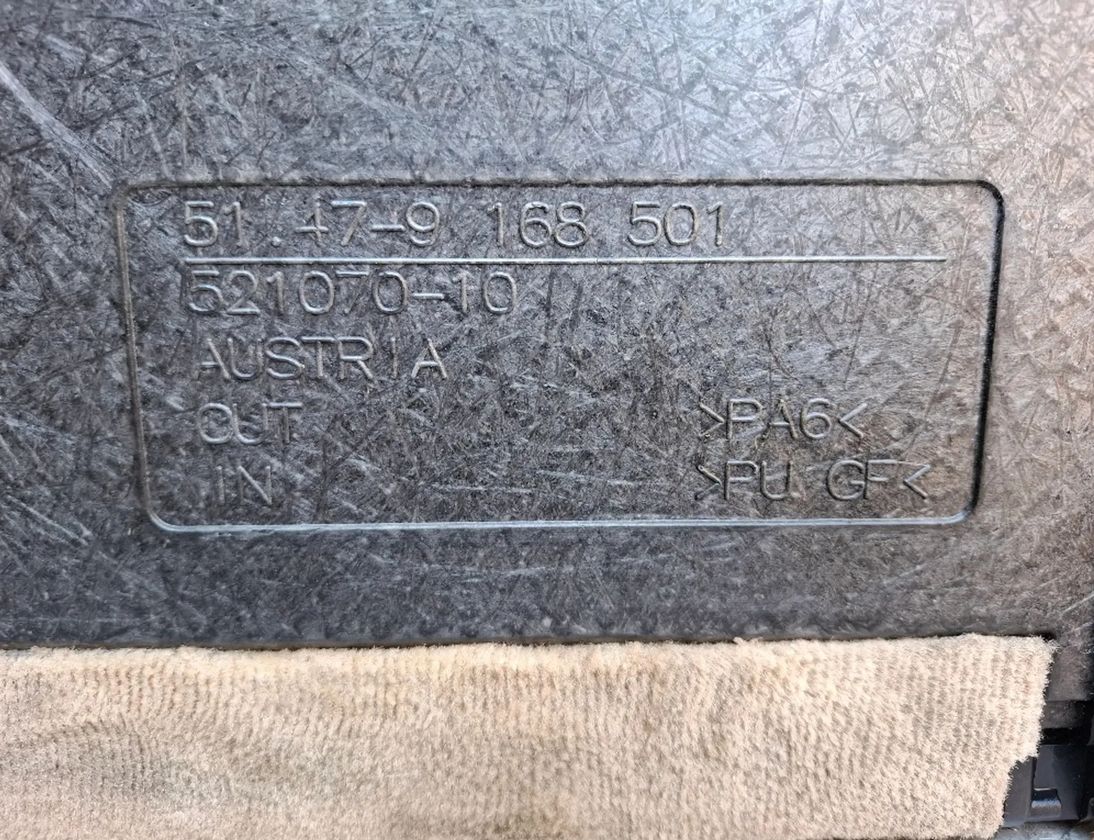 51.47-9 168 501
521070-10
AUSTRIA
OUT >PA6<
IN >PU GF<